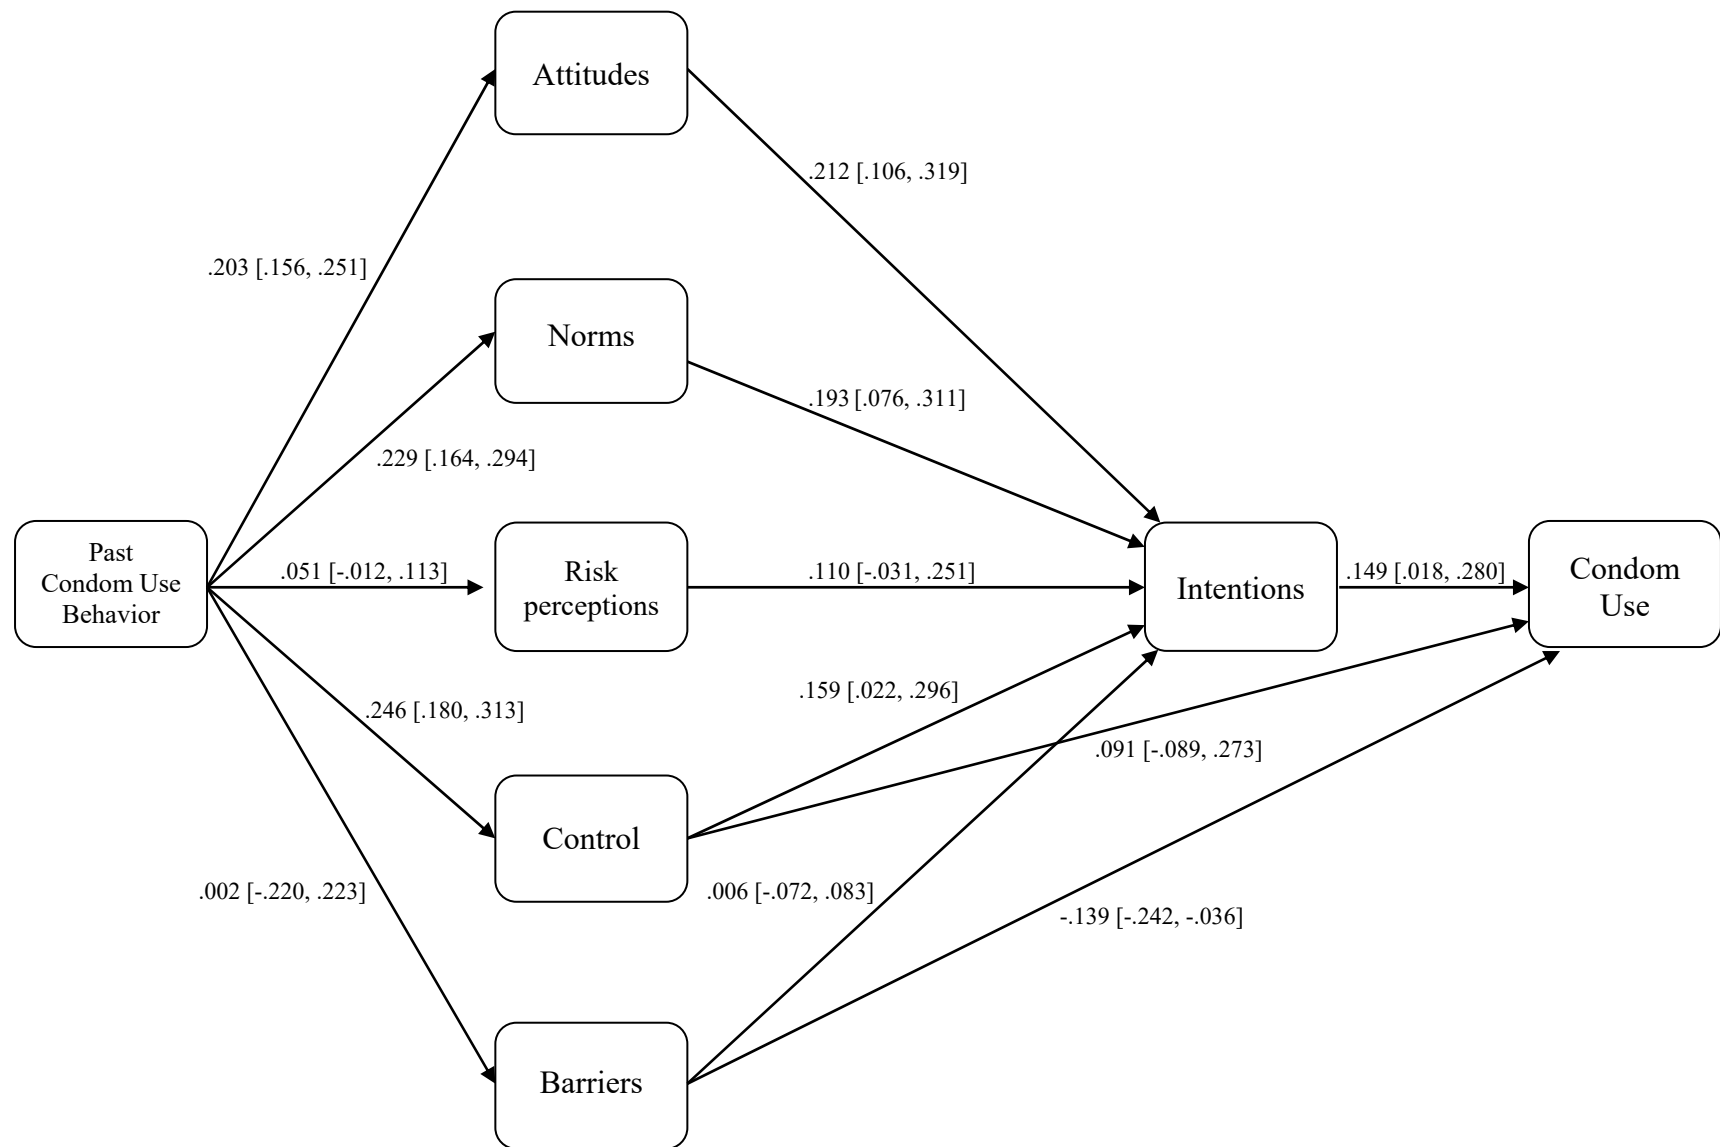 Attitudes
.212 [.106, .319]
.203 [.156, .251]
Norms
.193 [.076, .311]
.229 [.164, .294]
Past
Condom Use
Behavior
.051 [-.012, .113]
Risk
perceptions
.110 [-.031, .251]
Intentions
.149 [.018, .280]
Condom
Use
.246 [.180, .313]
.159 [.022, .296]
.091 [-.089, .273]
Control
.002 [-.220, .223]
.006 [-.072, .083]
-.139 [-.242, -.036]
Barriers